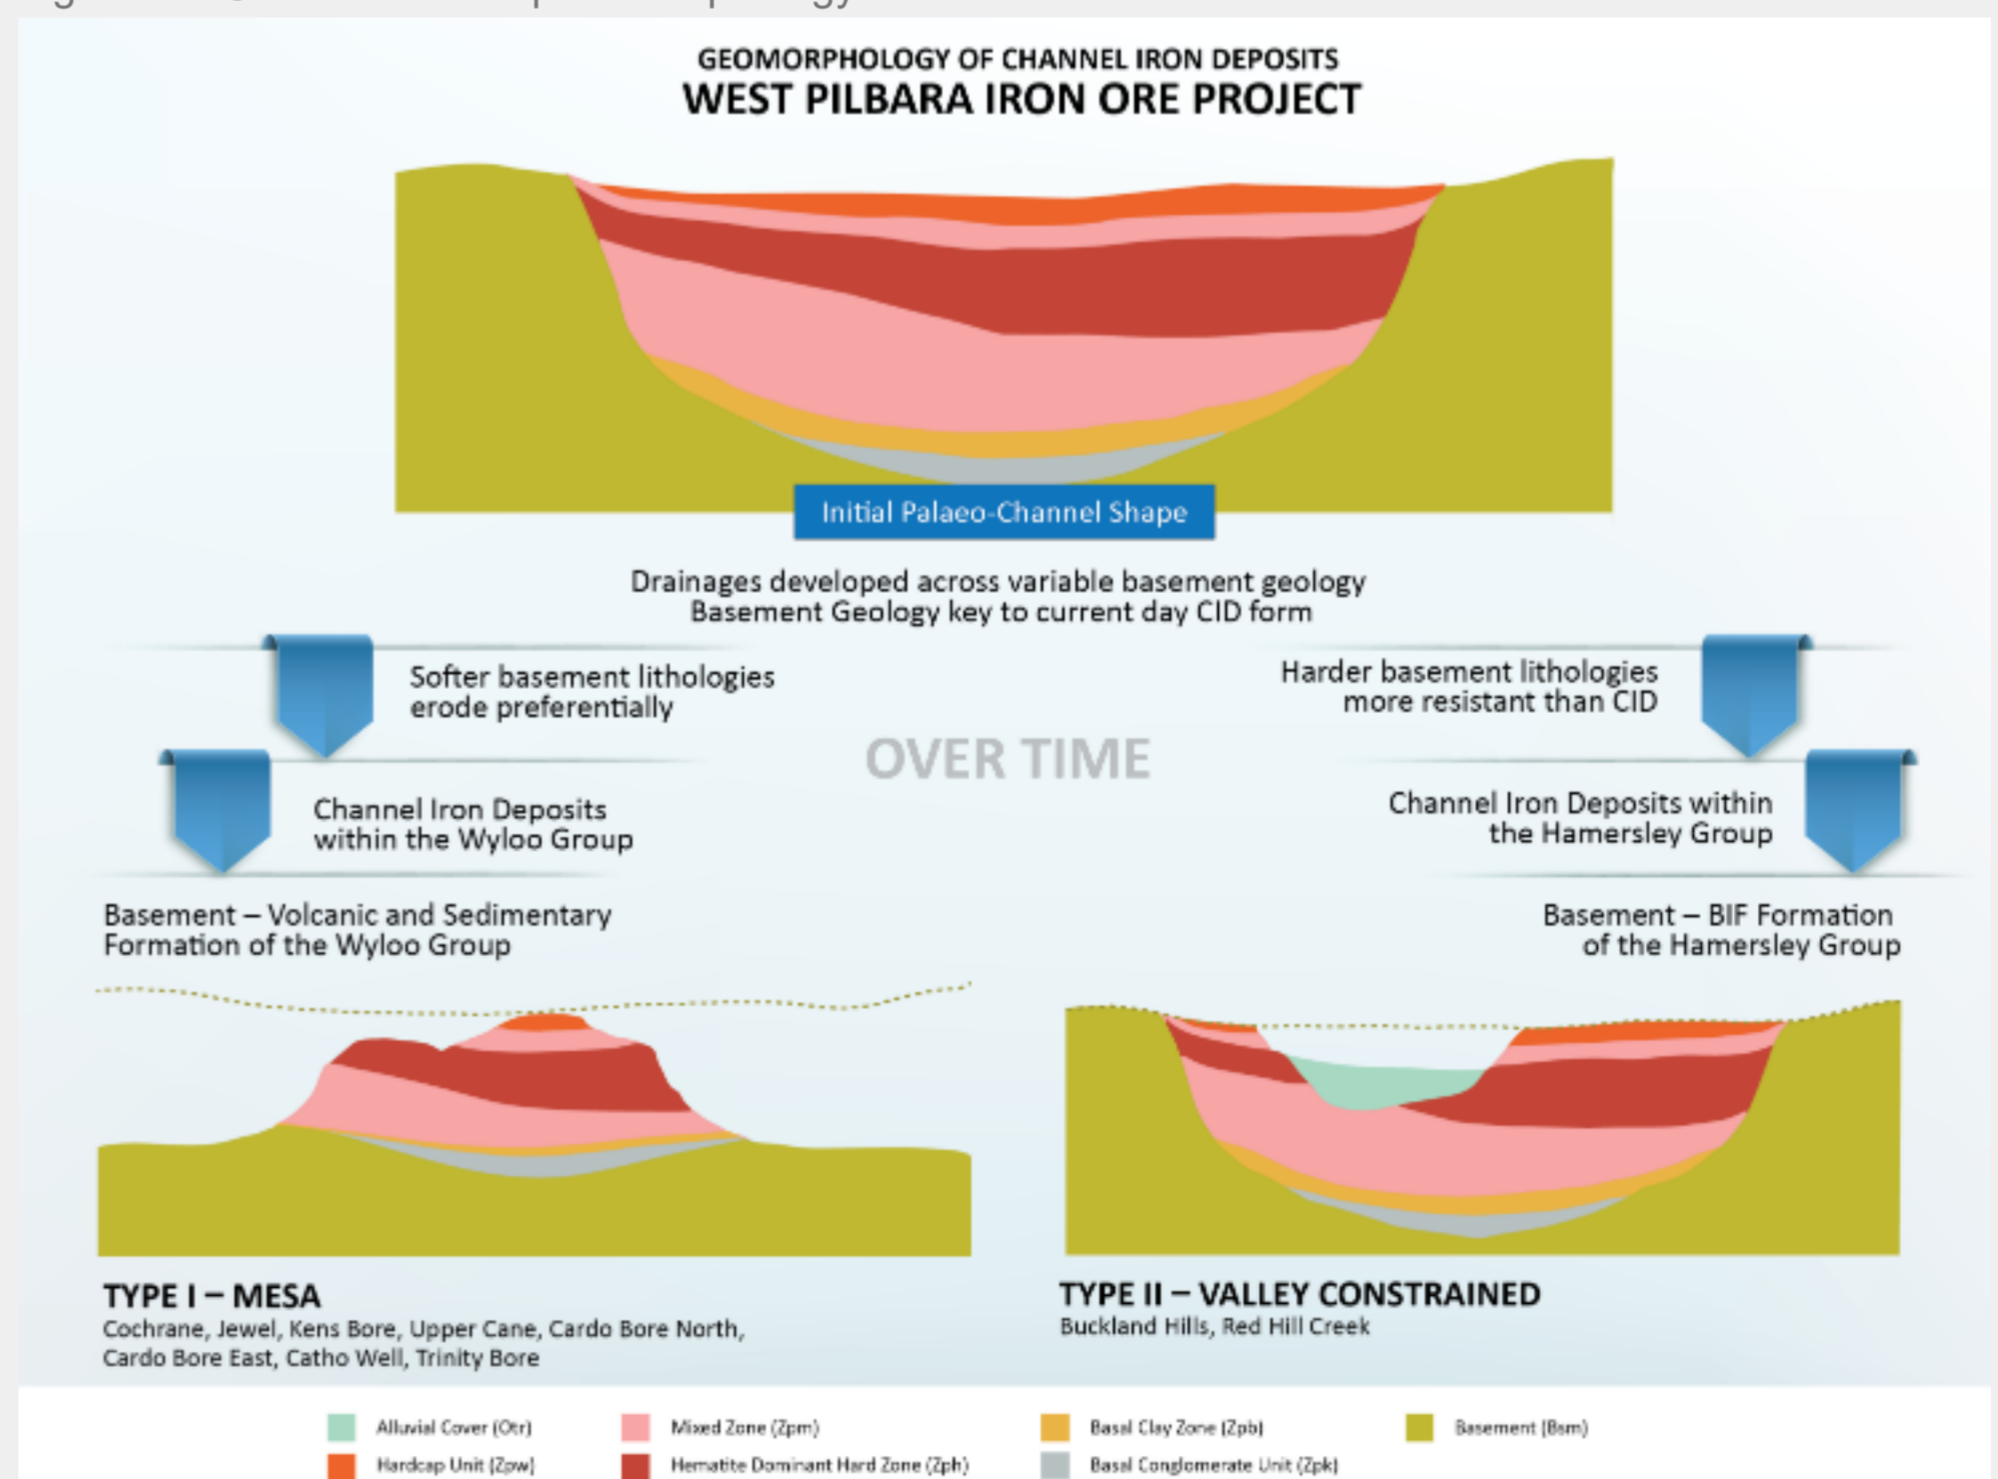 GEOMORPHOLOGY OF CHANNEL IRON DEPOSITS
WEST PILBARA IRON ORE PROJECT
Initial Palaeo-Channel Shape
Drainages developed across variable basement geology
Basement Geology key to current day CID form
Softer basement lithologies
erode preferentially
Harder basement lithologies
more resistant than CID
OVER TIME
Channel Iron Deposits
within the Wyloo Group
Channel Iron Deposits within
the Hamersley Group
Basement – Volcanic and Sedimentary
Formation of the Wyloo Group
Basement – BIF Formation
of the Hamersley Group
TYPE I – MESA
Cochrane, Jewel, Kens Bore, Upper Cane, Cardo Bore North,
Cardo Bore East, Catho Well, Trinity Bore
TYPE II – VALLEY CONSTRAINED
Buckland Hills, Red Hill Creek
Alluvial Cover (Otr)
Mixed Zone (Zpm)
Basal Clay Zone (Zpb)
Basement (Bsm)
Hardcap Unit (Zpw)
Hematite Dominant Hard Zone (Zph)
Basal Conglomerate Unit (Zpk)